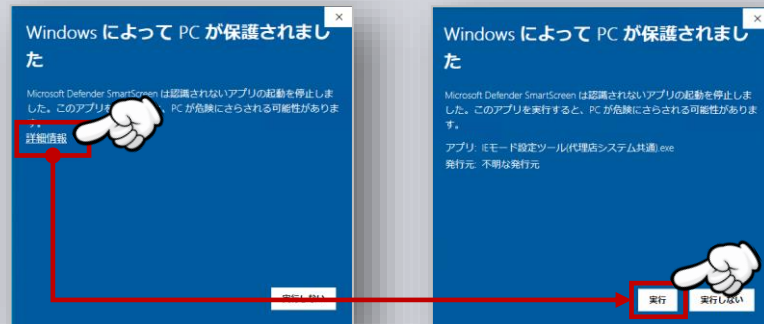 Windows によって PC が保護されまし
た
Microsoft Defender SmartScreen は認識されないアプリの起動を停止しま
した。このアプリを
、PC が危険にさらされる可能性がありま
す。
詳細情報
実行しない
Windows によって PC が保護されまし
た
Microsoft Defender SmartScreen は認識されないアプリの起動を停止しま
した。このアプリを実行すると、PC が危険にさらされる可能性がありま
す。
アプリ: IEモード設定ツール(代理店システム共通).exe
発行元: 不明な発行元
実行
実行しない